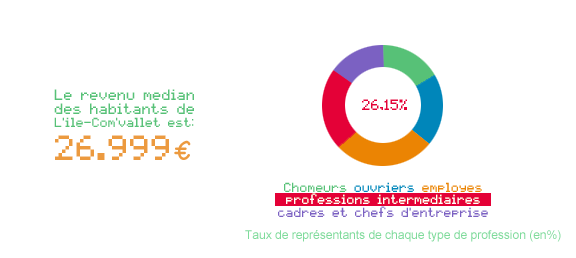 Le revenu median
des habitants de
L'ile-Com'vallet est:
26.999€
26.15%
Chomeurs ouvriers employes
professions intermediaires
cadres et chefs d'entreprise
Taux de représentants de chaque type de profession (en%)